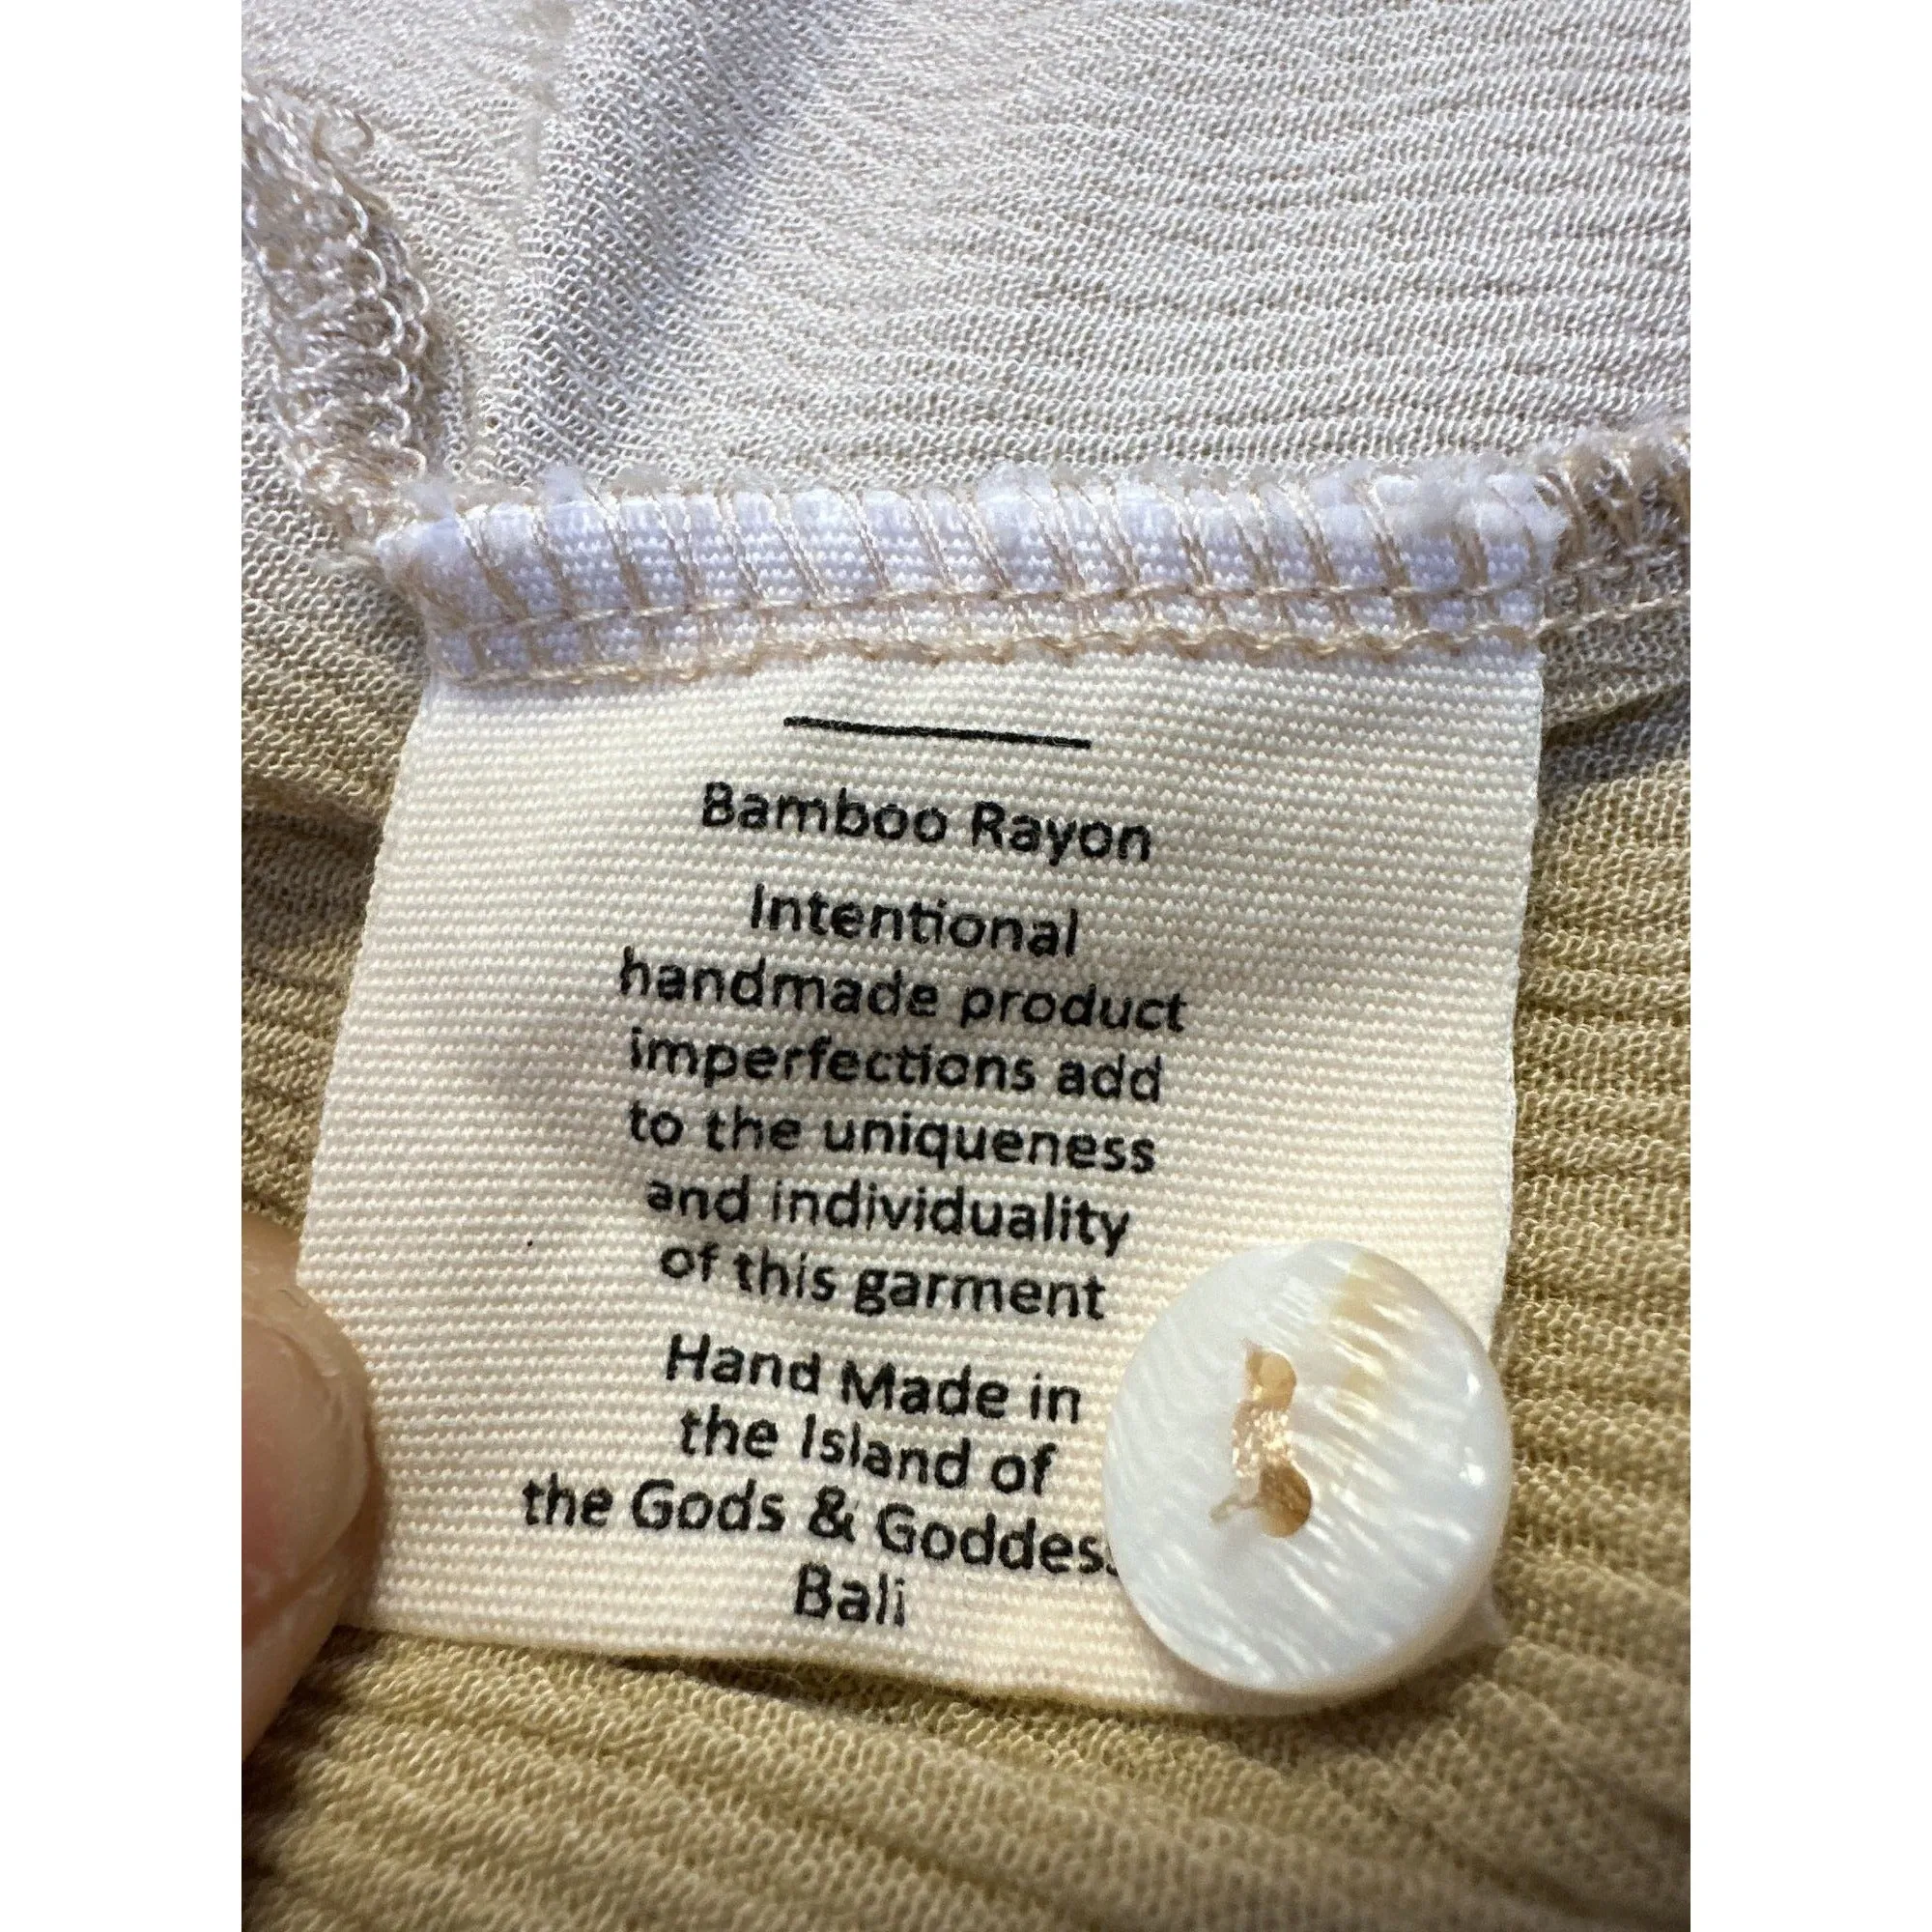 Bamboo Rayon
Intentional
handmade product
imperfections add
to the uniqueness
and individuality
of this garment
Hand Made in
the Island of
the Gods &
Bali